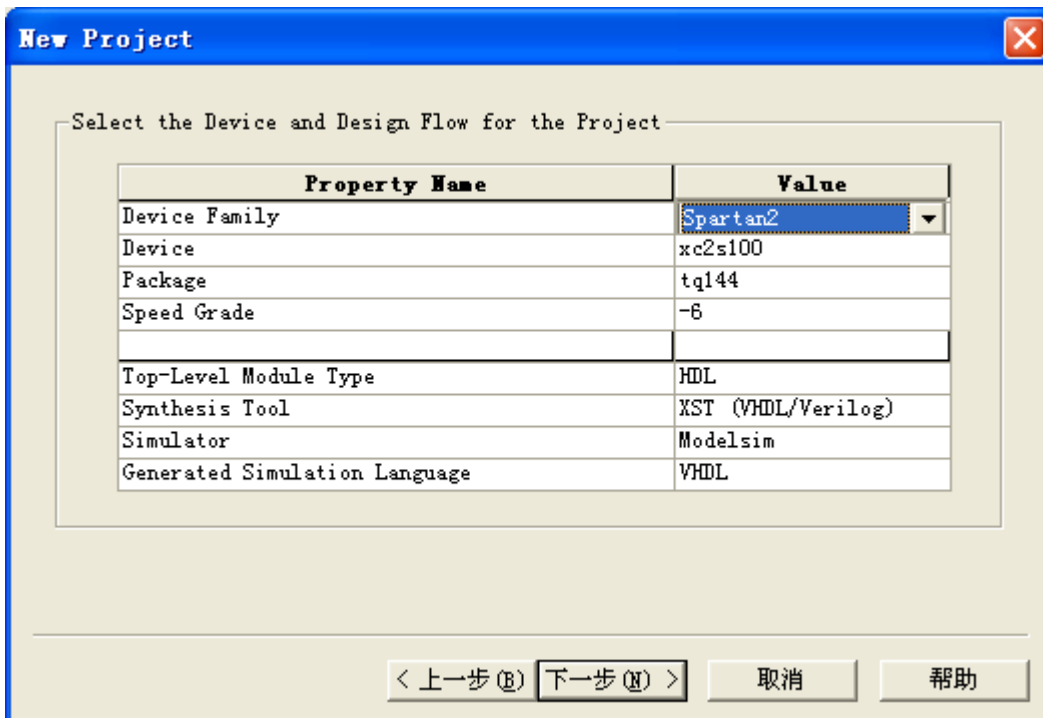 New Project
Select the Device and Design Flow for the Project
Property Name Value
Device Family Spartan2
Device xc2s100
Package tq144
Speed Grade -6
Top-Level Module Type HDL
Synthesis Tool XST (VHDL/Verilog)
Simulator Modelsim
Generated Simulation Language VHDL
< 上一步(B) 下一步(N) > 取消 帮助